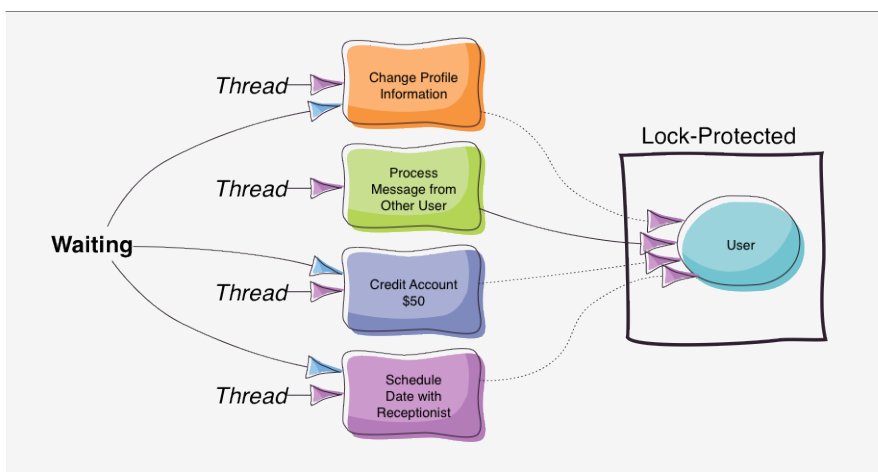 Thread
Change Profile
Information
Lock-Protected
Thread
Process
Message from
Other User
Waiting
User
Thread
Credit Account
$50
Thread
Schedule
Date with
Receptionist